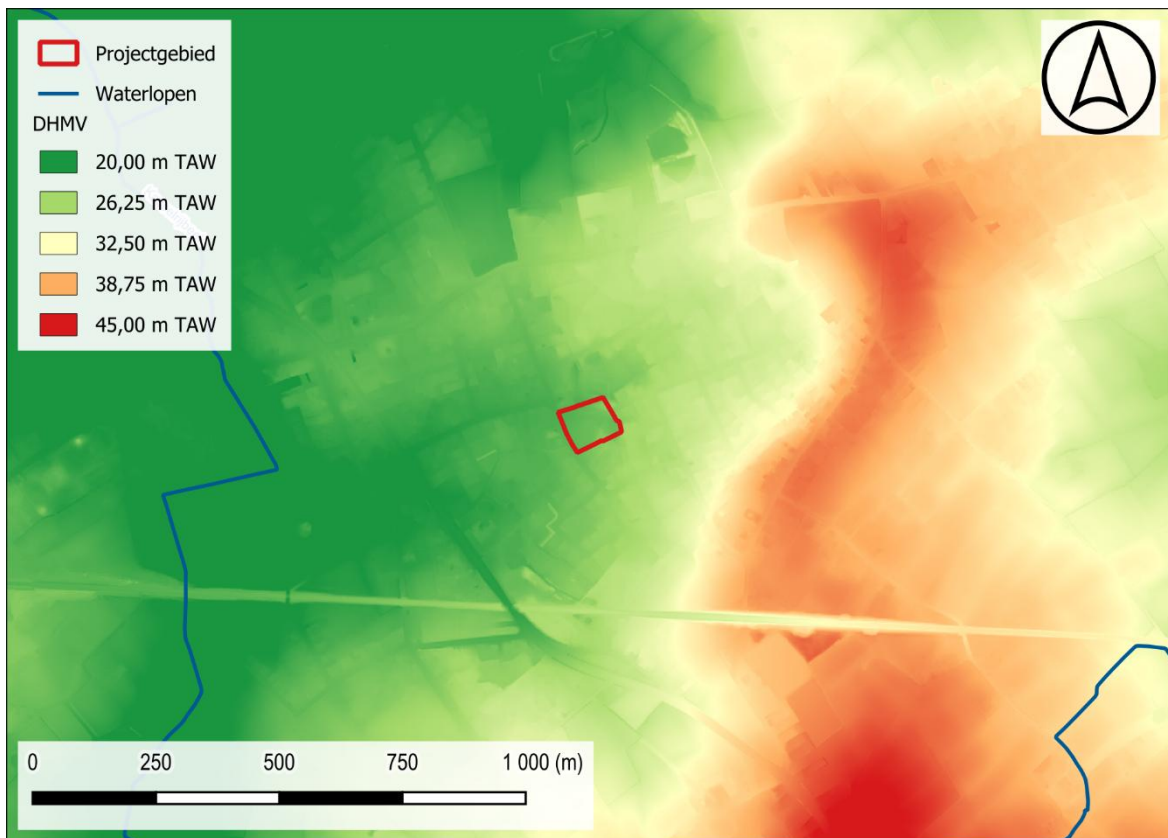 Projectgebied
Waterlopen
DHMV
20,00 m TAW
26,25 m TAW
32,50 m TAW
38,75 m TAW
45,00 m TAW
0 250 500 750 1 000 (m)